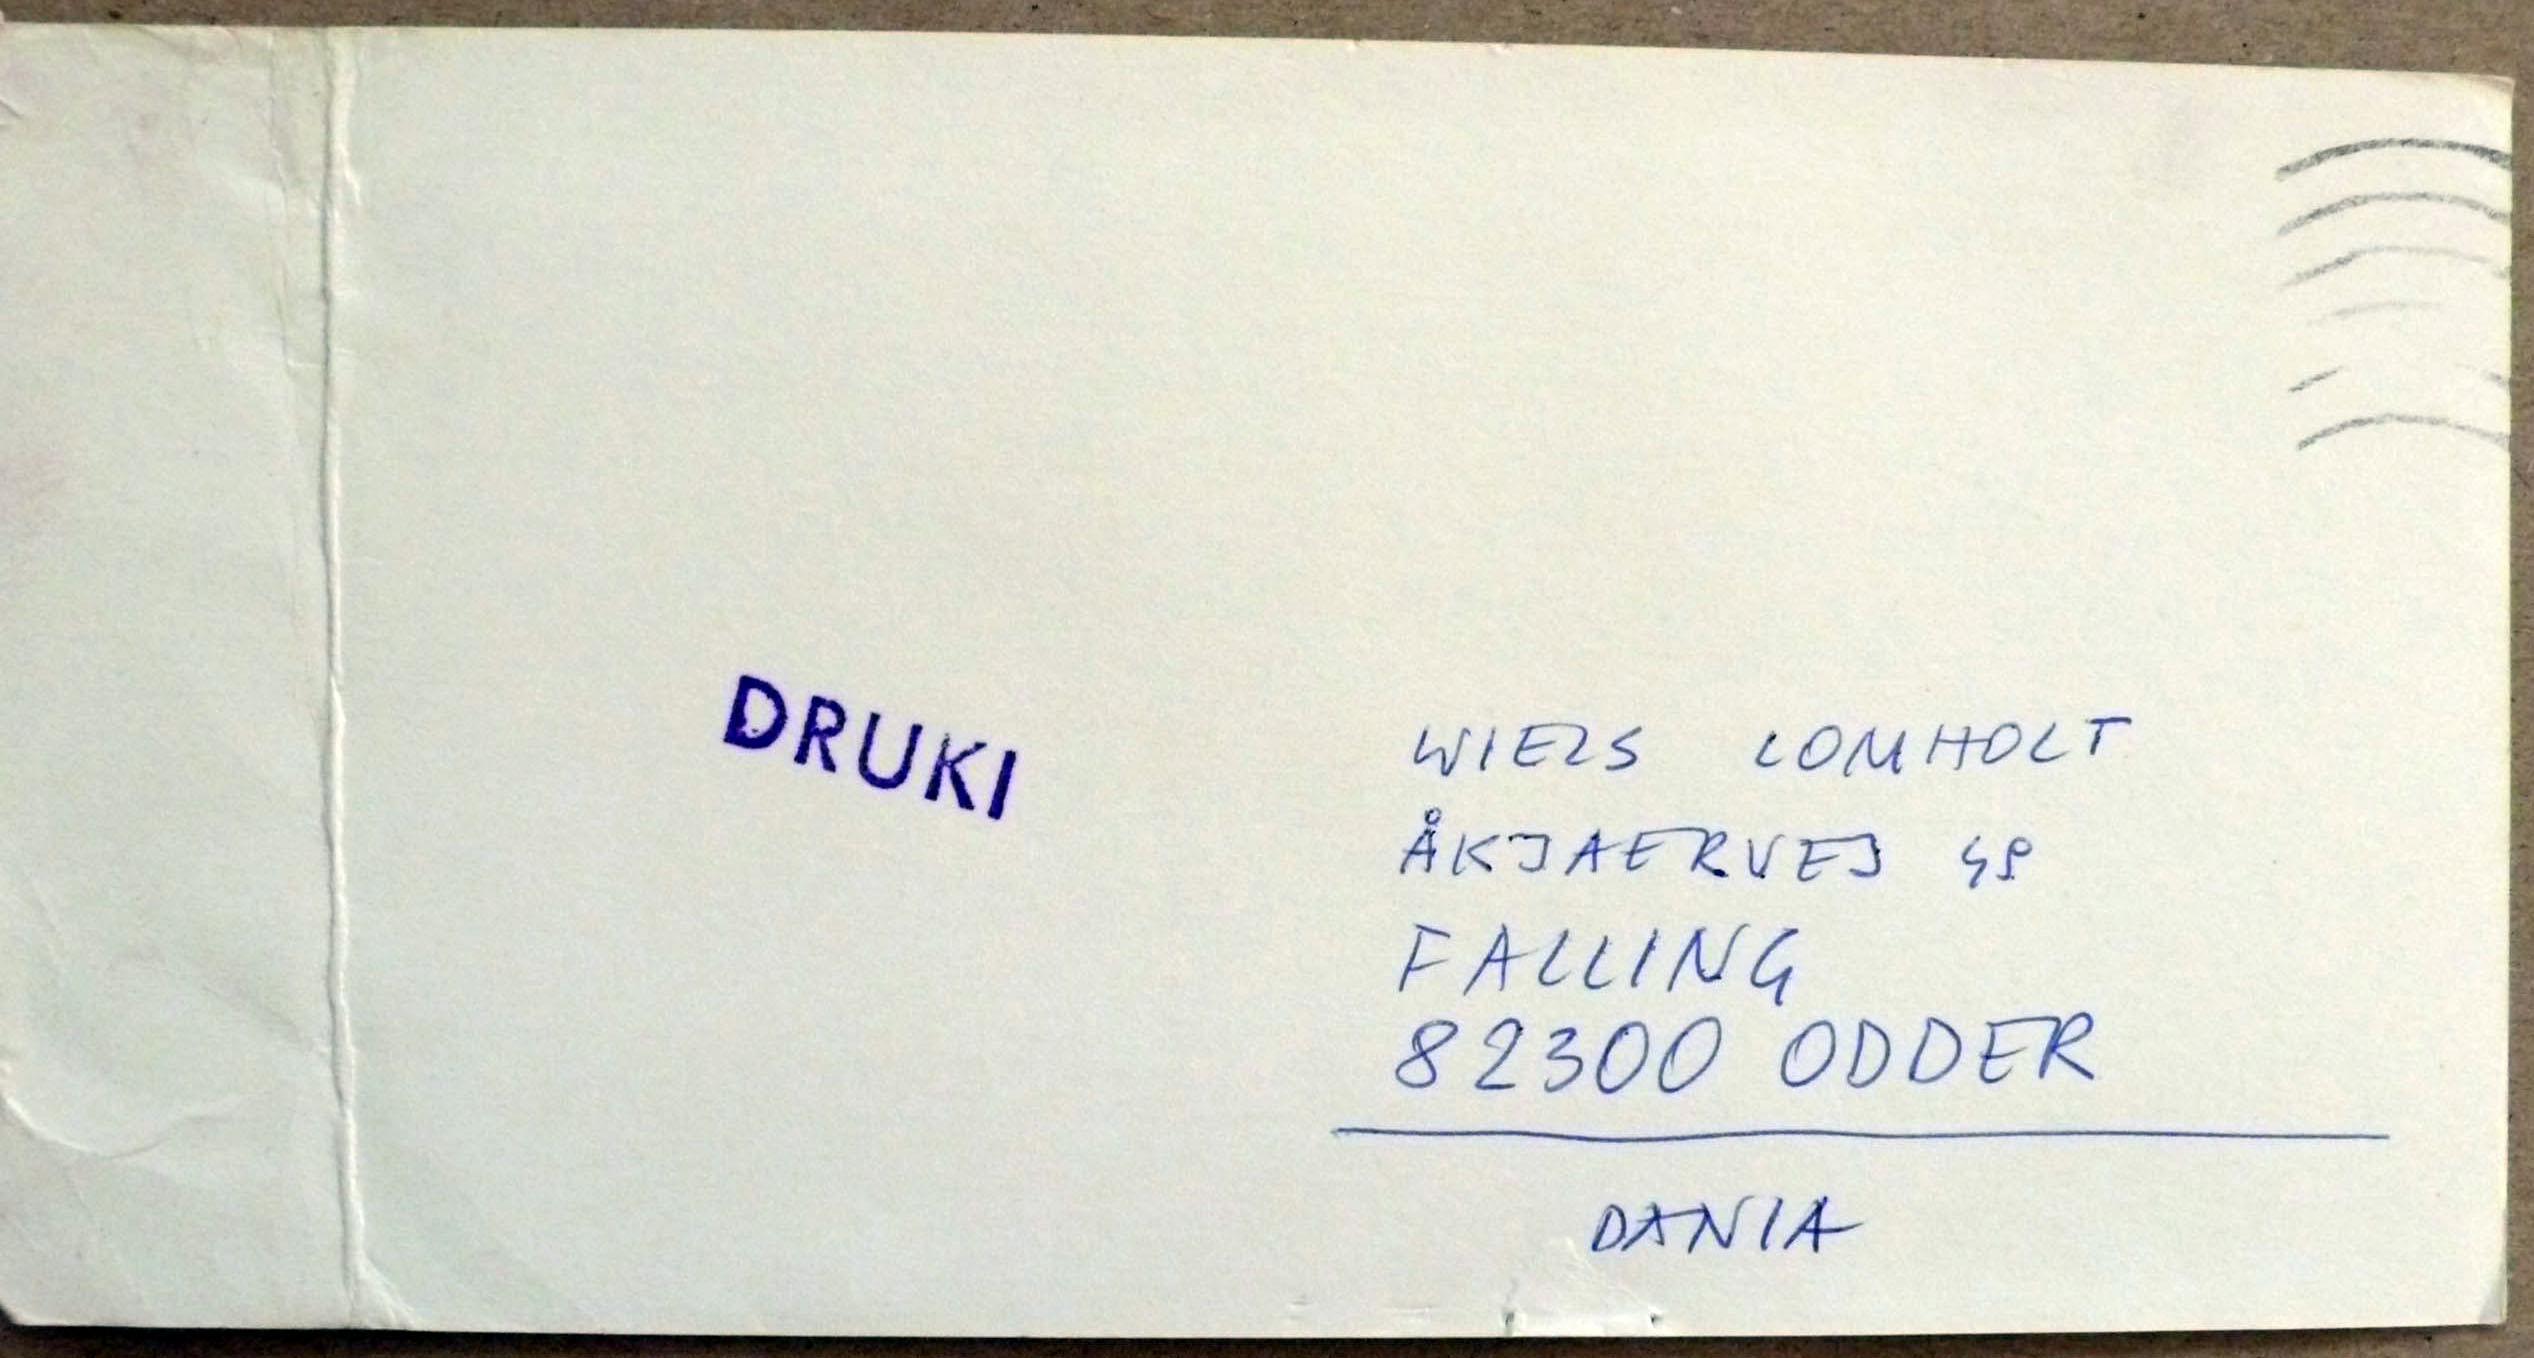 DRUKI
WIELS LOMHOLT
ÅKJAERVEJ 48
FALLING
82300 ODDER
DANIA